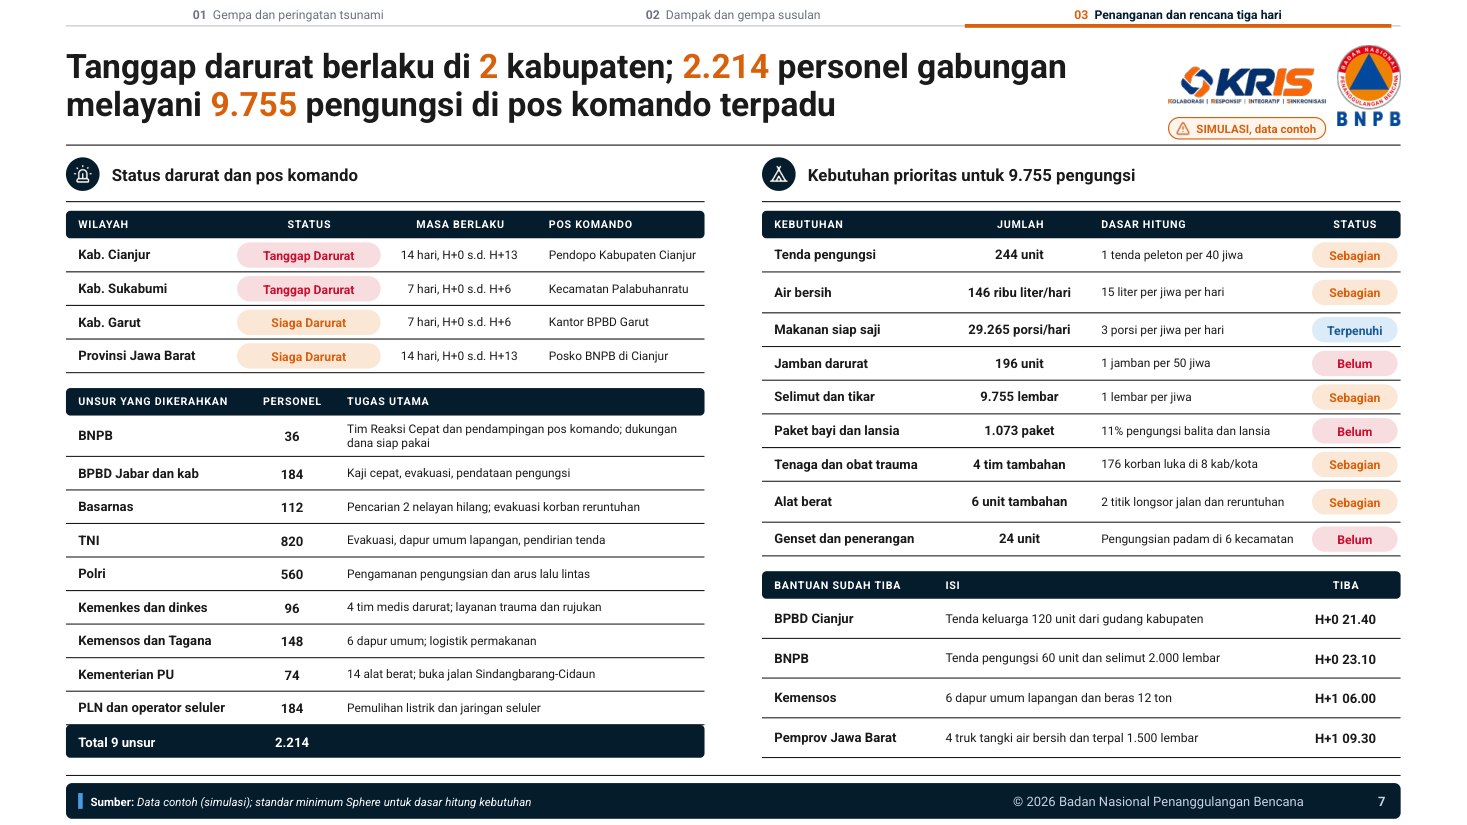 01 Gempa dan peringatan tsunami
02 Dampak dan gempa susulan
03 Penanganan dan rencana tiga hari
Tanggap darurat berlaku di 2 kabupaten; 2.214 personel gabungan
melayani 9.755 pengungsi di pos komando terpadu
KRIS
KOLABORASI | RESPONSIF | INTEGRATIF | SINKRONISASI
SIMULASI, data contoh
BADAN NASIONAL
PENANGGULANGAN BENCANA
BNPB
Status darurat dan pos komando
WILAYAH STATUS MASA BERLAKU POS KOMANDO
Kab. Cianjur Tanggap Darurat 14 hari, H+0 s.d. H+13 Pendopo Kabupaten Cianjur
Kab. Sukabumi Tanggap Darurat 7 hari, H+0 s.d. H+6 Kecamatan Palabuhanratu
Kab. Garut Siaga Darurat 7 hari, H+0 s.d. H+6 Kantor BPBD Garut
Provinsi Jawa Barat Siaga Darurat 14 hari, H+0 s.d. H+13 Posko BNPB di Cianjur
UNSUR YANG DIKERAHKAN PERSONEL TUGAS UTAMA
BNPB 36 Tim Reaksi Cepat dan pendampingan pos komando; dukungan
dana siap pakai
BPBD Jabar dan kab 184 Kaji cepat, evakuasi, pendataan pengungsi
Basarnas 112 Pencarian 2 nelayan hilang; evakuasi korban reruntuhan
TNI 820 Evakuasi, dapur umum lapangan, pendirian tenda
Polri 560 Pengamanan pengungsian dan arus lalu lintas
Kemenkes dan dinkes 96 4 tim medis darurat; layanan trauma dan rujukan
Kemensos dan Tagana 148 6 dapur umum; logistik permakanan
Kementerian PU 74 14 alat berat; buka jalan Sindangbarang-Cidaun
PLN dan operator seluler 184 Pemulihan listrik dan jaringan seluler
Total 9 unsur 2.214
Kebutuhan prioritas untuk 9.755 pengungsi
KEBUTUHAN JUMLAH DASAR HITUNG STATUS
Tenda pengungsi 244 unit 1 tenda peleton per 40 jiwa Sebagian
Air bersih 146 ribu liter/hari 15 liter per jiwa per hari Sebagian
Makanan siap saji 29.265 porsi/hari 3 porsi per jiwa per hari Terpenuhi
Jamban darurat 196 unit 1 jamban per 50 jiwa Belum
Selimut dan tikar 9.755 lembar 1 lembar per jiwa Sebagian
Paket bayi dan lansia 1.073 paket 11% pengungsi balita dan lansia Belum
Tenaga dan obat trauma 4 tim tambahan 176 korban luka di 8 kab/kota Sebagian
Alat berat 6 unit tambahan 2 titik longsor jalan dan reruntuhan Sebagian
Genset dan penerangan 24 unit Pengungsian padam di 6 kecamatan Belum
BANTUAN SUDAH TIBA ISI TIBA
BPBD Cianjur Tenda keluarga 120 unit dari gudang kabupaten H+0 21.40
BNPB Tenda pengungsi 60 unit dan selimut 2.000 lembar H+0 23.10
Kemensos 6 dapur umum lapangan dan beras 12 ton H+1 06.00
Pemprov Jawa Barat 4 truk tangki air bersih dan terpal 1.500 lembar H+1 09.30
Sumber: Data contoh (simulasi); standar minimum Sphere untuk dasar hitung kebutuhan
© 2026 Badan Nasional Penanggulangan Bencana 7